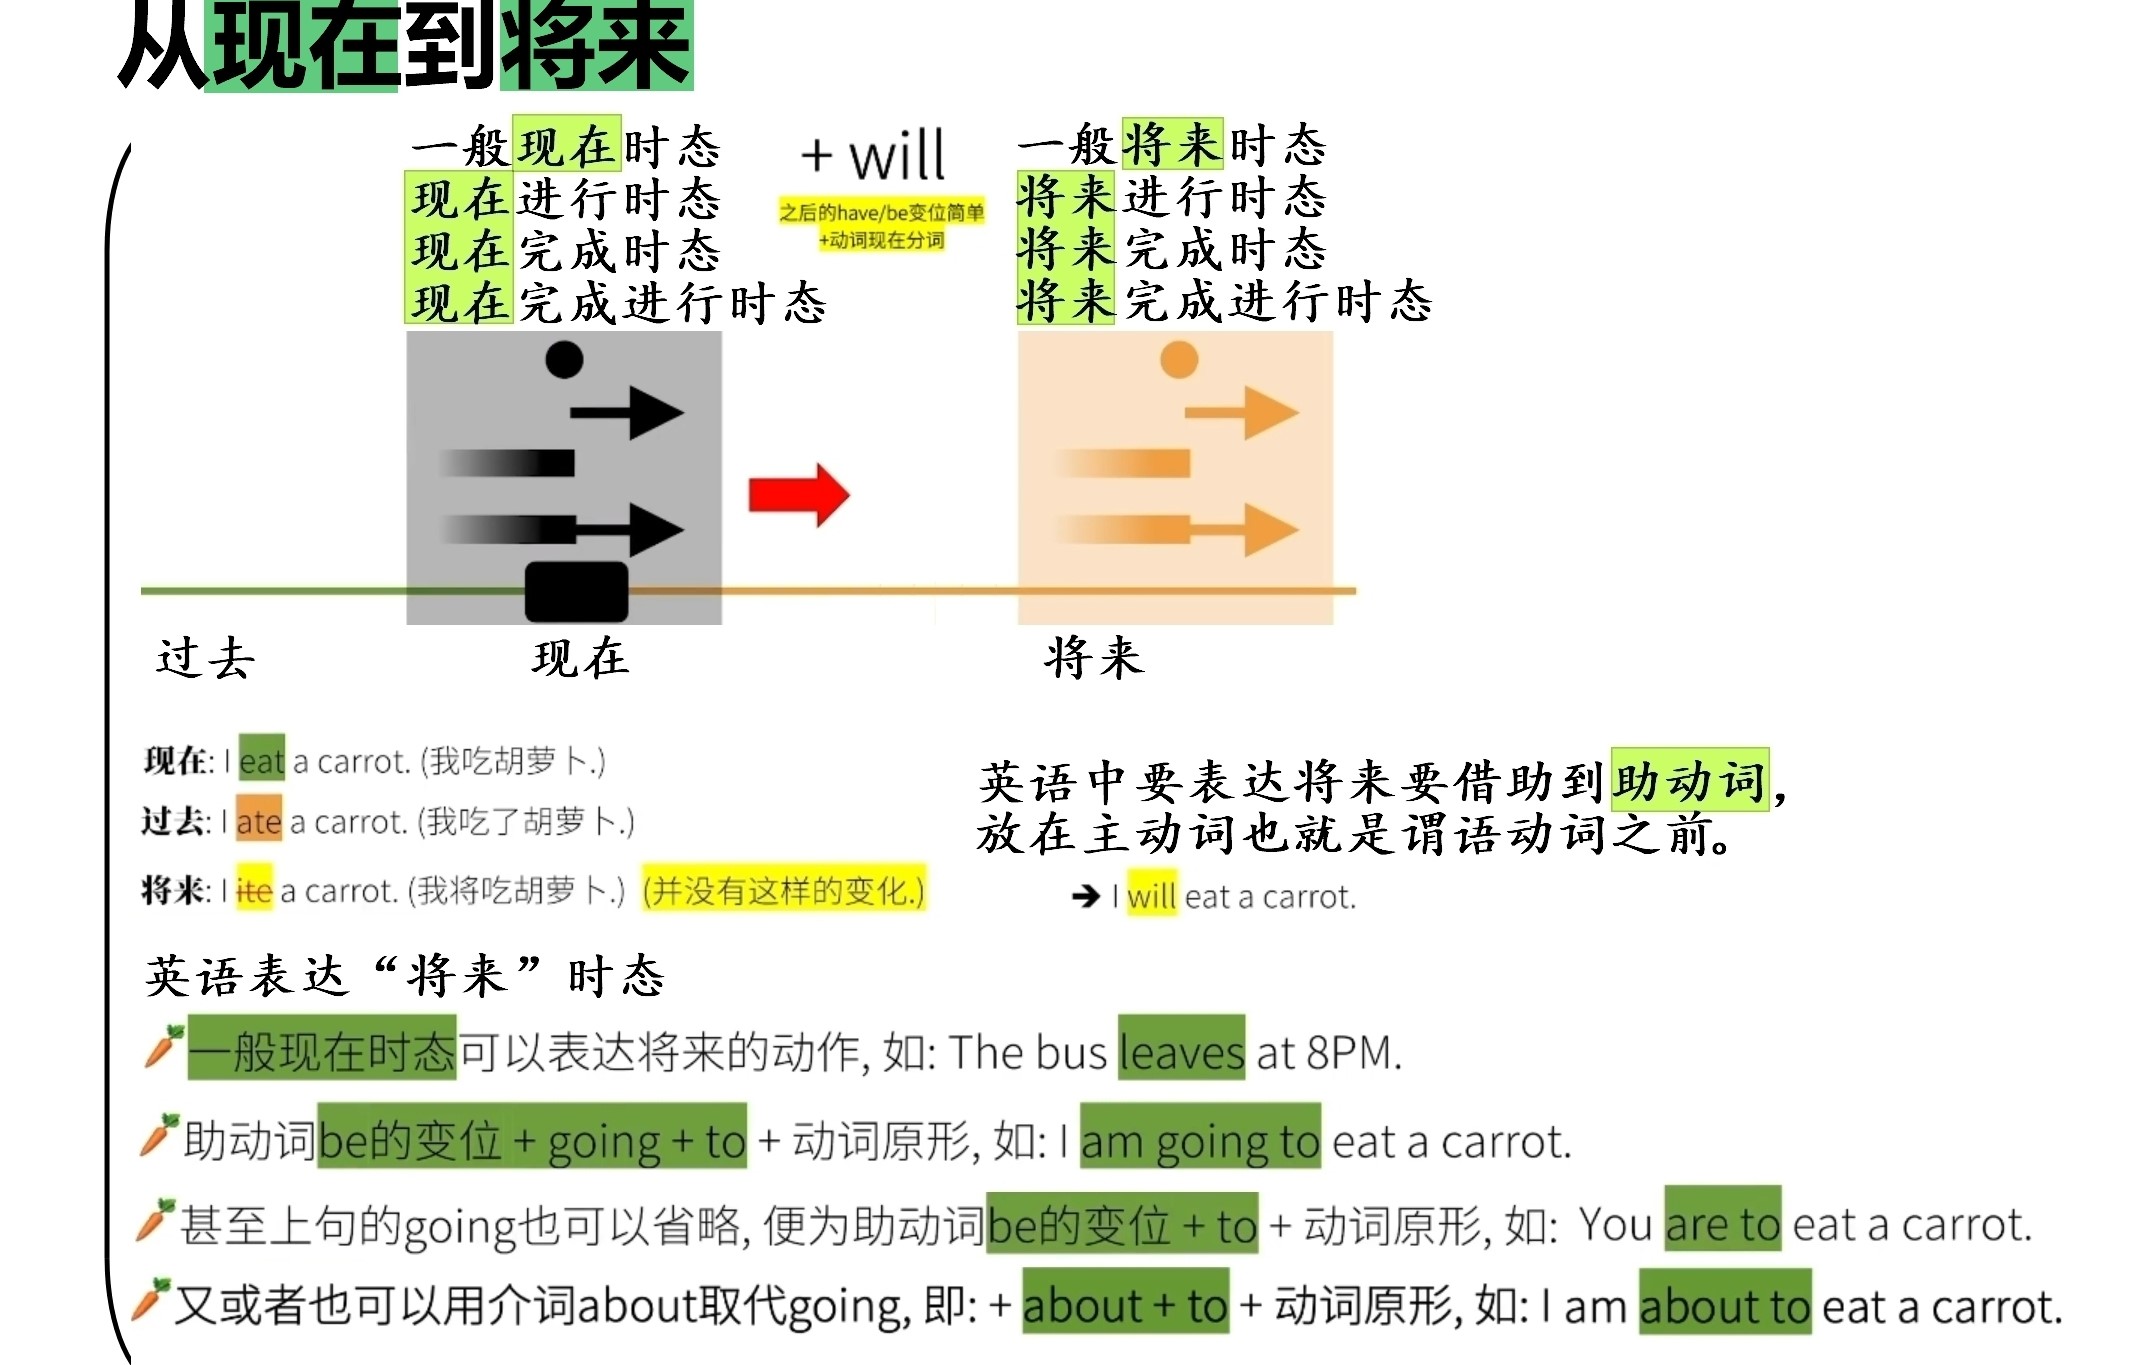 从现在到将来
一般现在时态
现在进行时态
现在完成时态
现在完成进行时态
+ will
之后的have/be变位简单
+动词现在分词
一般将来时态
将来进行时态
将来完成时态
将来完成进行时态
过去
现在
将来
现在: I eat a carrot. (我吃胡萝卜.)
过去: I ate a carrot. (我吃了胡萝卜.)
将来: I ite a carrot. (我将吃胡萝卜.) (并没有这样的变化.)
英语中要表达将来要借助到助动词,
放在主动词也就是谓语动词之前。
➔ I will eat a carrot.
英语表达“将来”时态
一般现在时态可以表达将来的动作, 如: The bus leaves at 8PM.
助动词be的变位 + going + to + 动词原形, 如: I am going to eat a carrot.
甚至上句的going也可以省略, 便为助动词be的变位 + to + 动词原形, 如: You are to eat a carrot.
又或者也可以用介词about取代going, 即: + about + to + 动词原形, 如: I am about to eat a carrot.